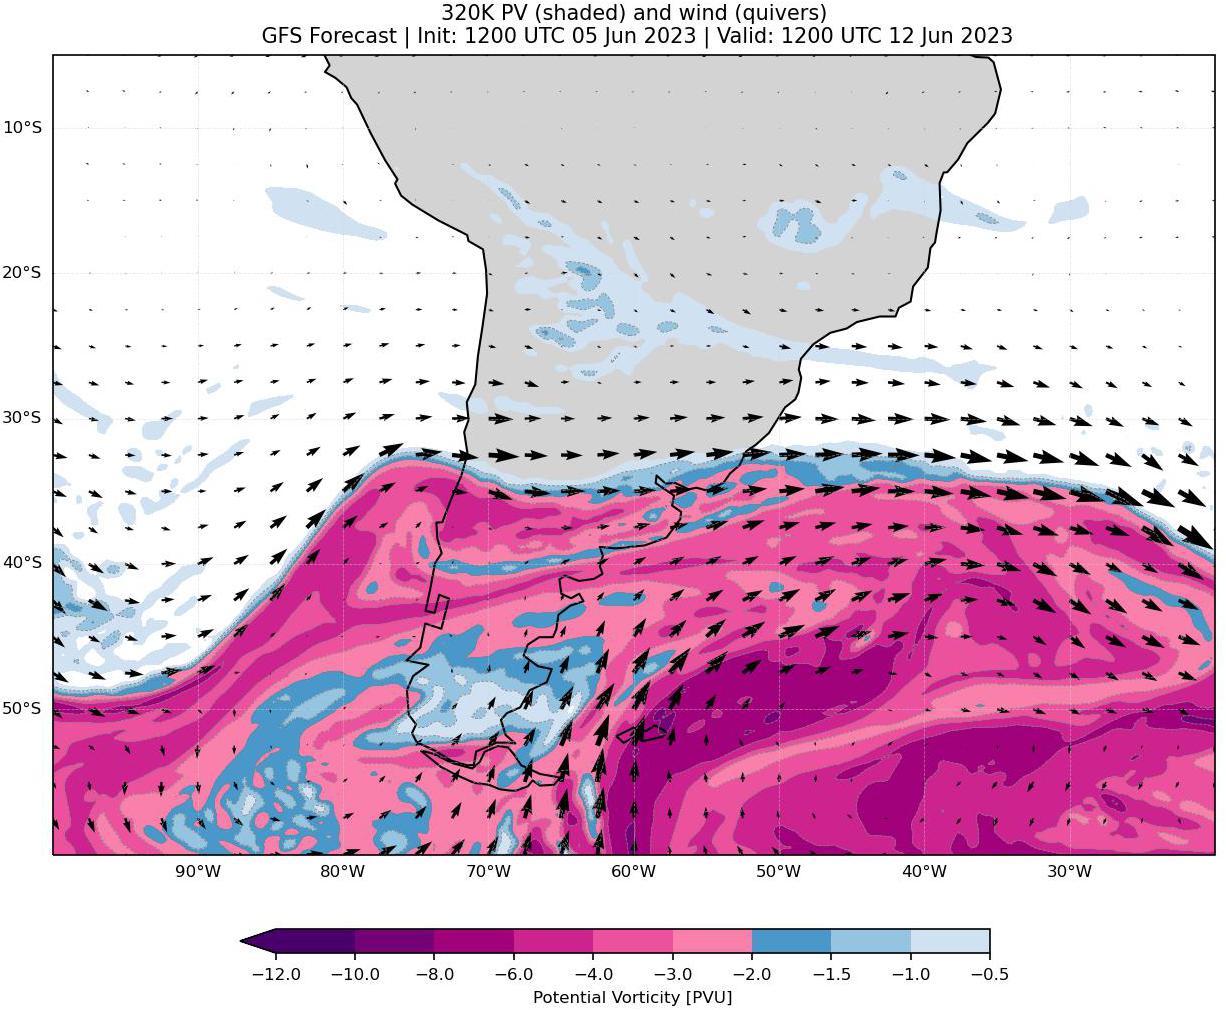 320K PV (shaded) and wind (quivers)
GFS Forecast | Init: 1200 UTC 05 Jun 2023 | Valid: 1200 UTC 12 Jun 2023
10°S
20°S
30°S
40°S
50°S
90°W 80°W 70°W 60°W 50°W 40°W 30°W
−12.0 −10.0 −8.0 −6.0 −4.0 −3.0 −2.0 −1.5 −1.0 −0.5
Potential Vorticity [PVU]